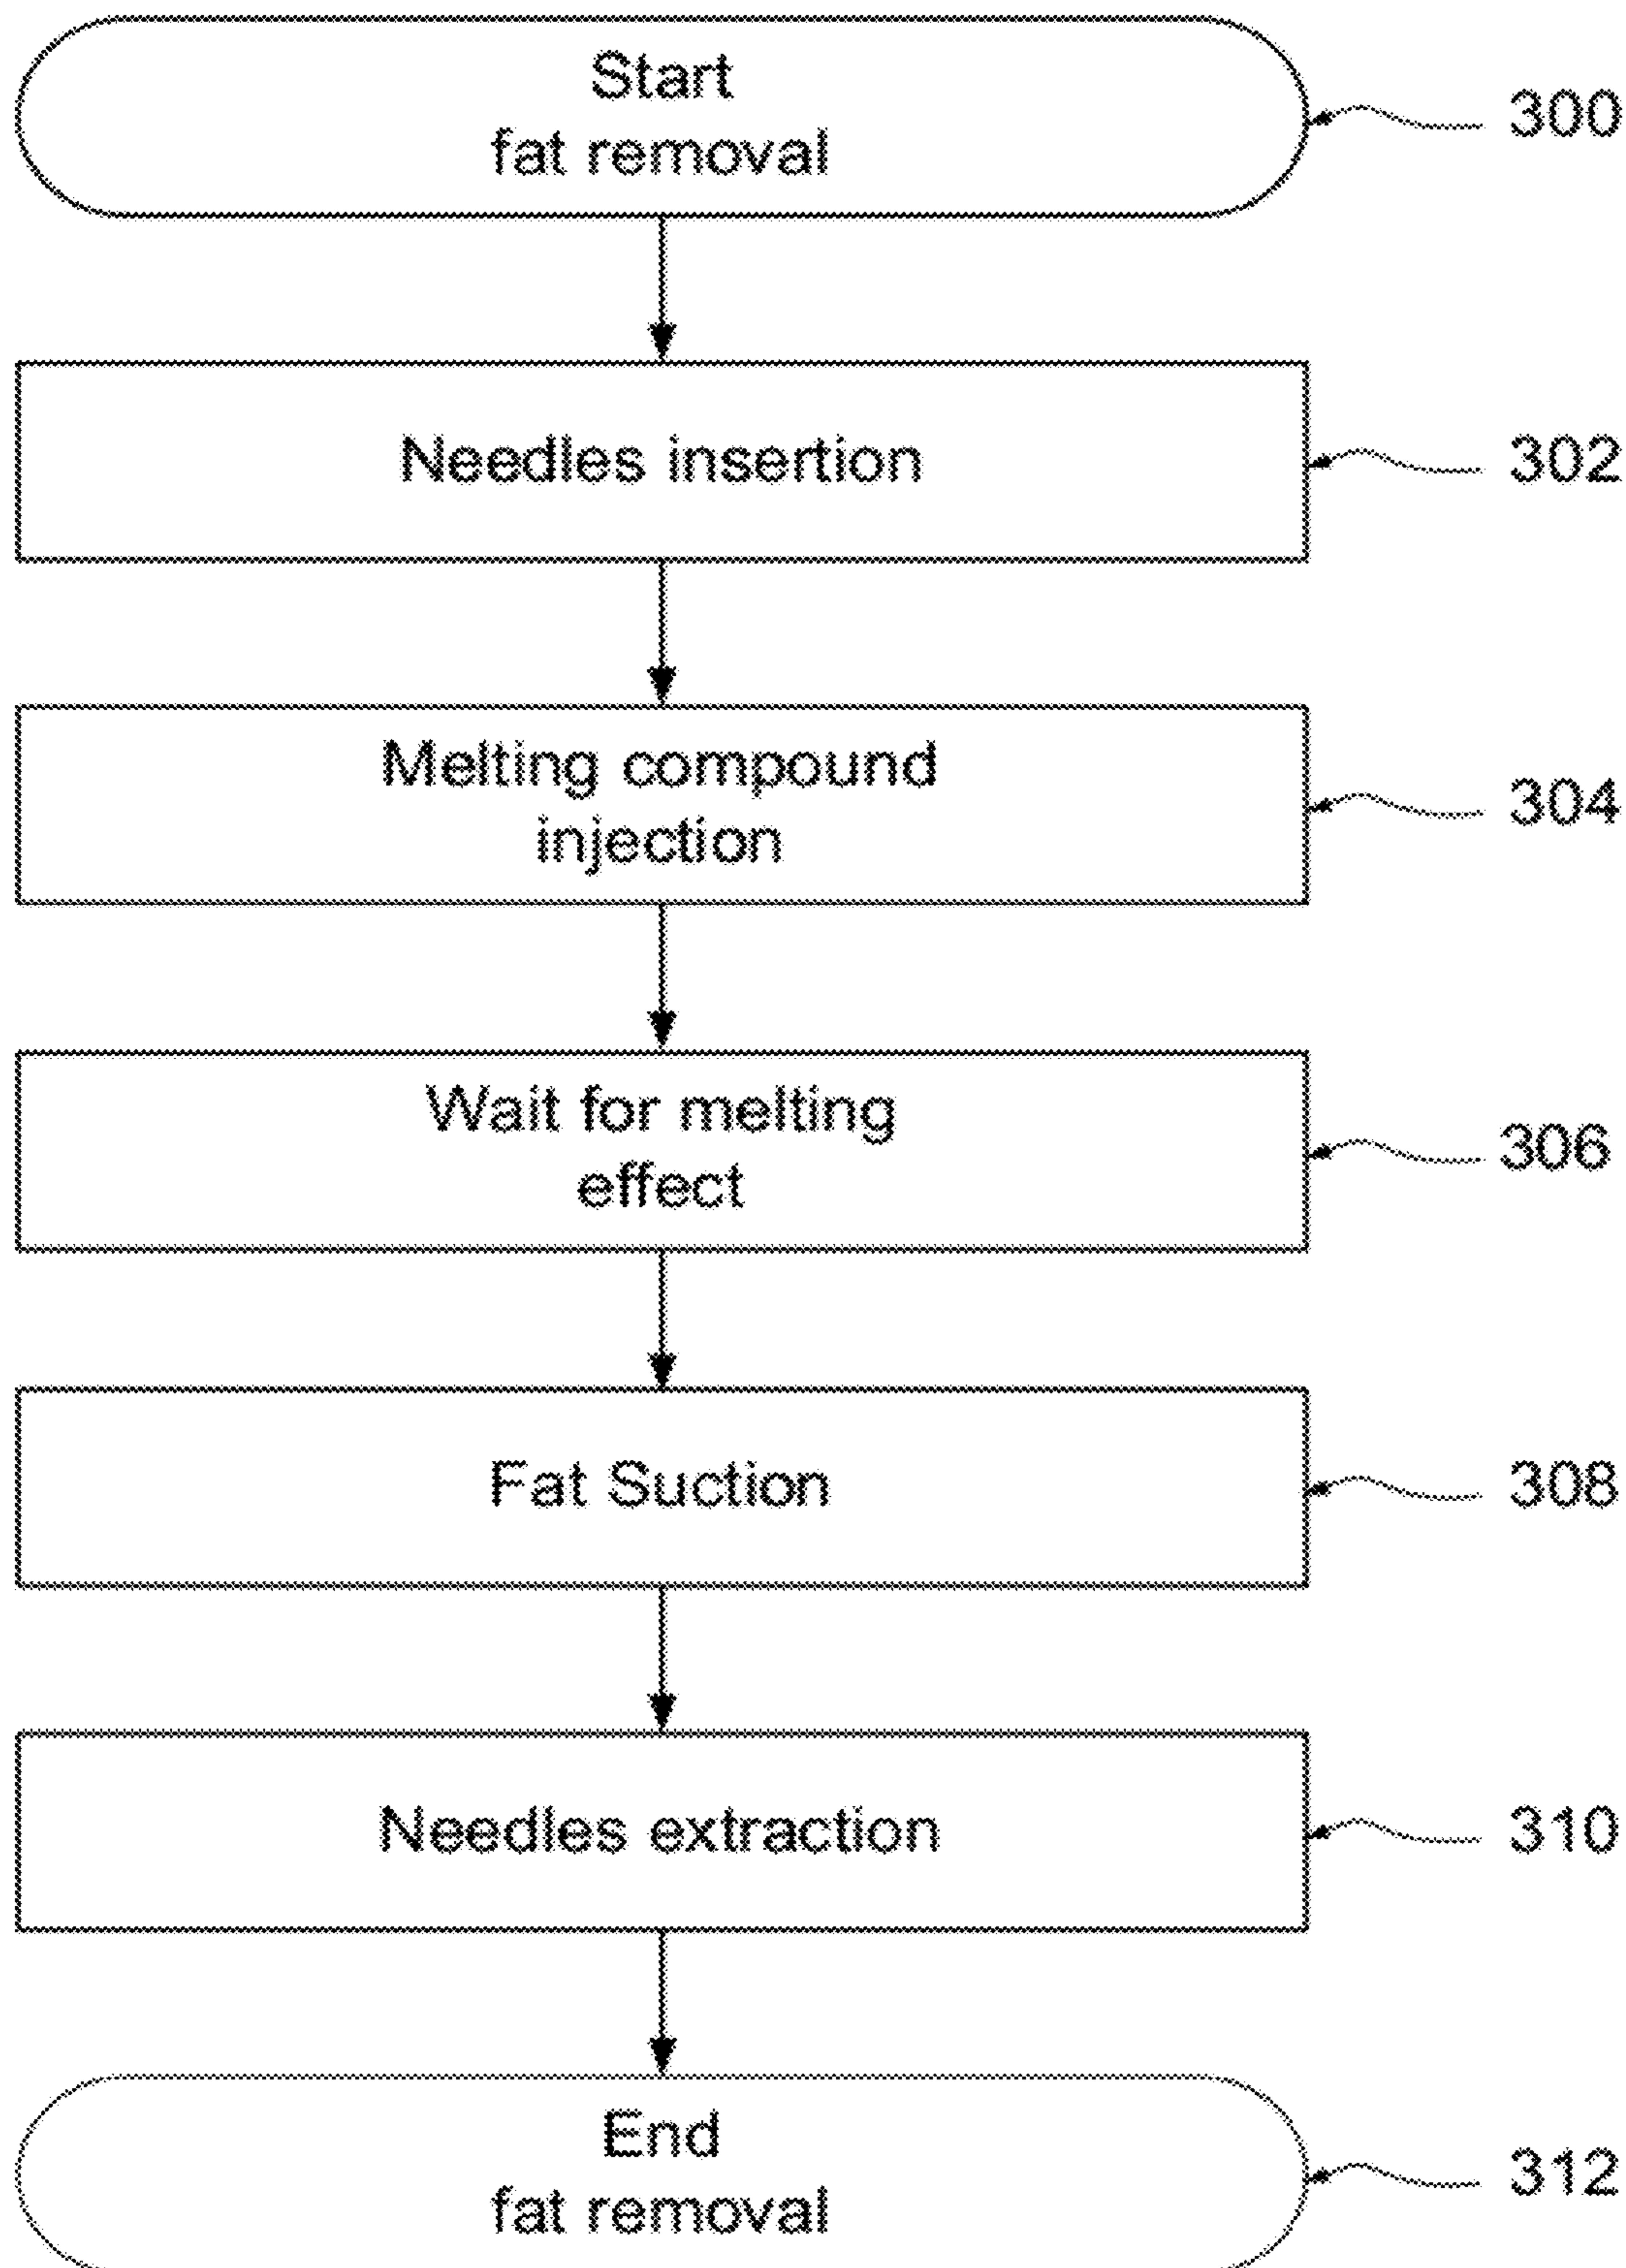 Start
fat removal
300
Needles insertion
302
Melting compound
injection
304
Wait for melting
effect
306
Fat Suction
308
Needles extraction
310
End
fat removal
312